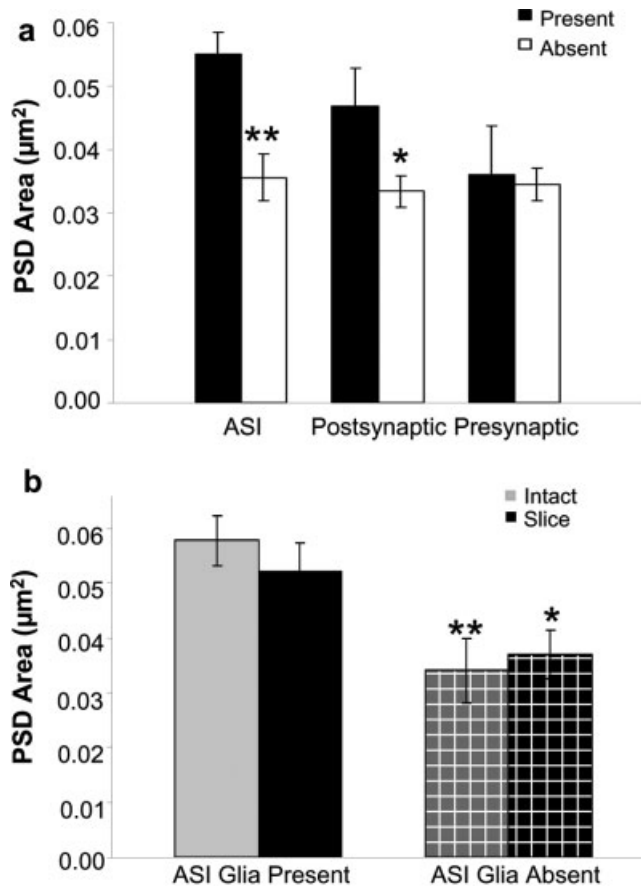 a
PSD Area (µm²)
0.06
0.05
0.04
0.03
0.02
0.01
0.00
Present
Absent
**
*
ASI Postsynaptic Presynaptic
b
PSD Area (µm²)
0.06
0.05
0.04
0.03
0.02
0.01
0.00
Intact
Slice
**
*
ASI Glia Present ASI Glia Absent